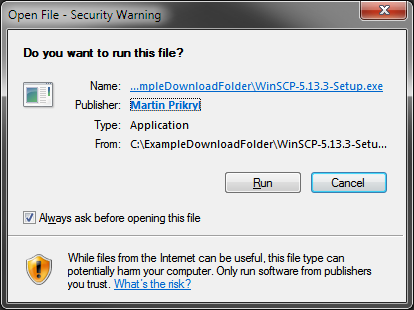 Open File - Security Warning
Do you want to run this file?
Name: ...mpleDownloadFolder\WinSCP-5.13.3-Setup.exe
Publisher: Martin Prikryl
Type: Application
From: C:\ExampleDownloadFolder\WinSCP-5.13.3-Setu...
Run Cancel
Always ask before opening this file
While files from the Internet can be useful, this file type can
potentially harm your computer. Only run software from publishers
you trust. What's the risk?